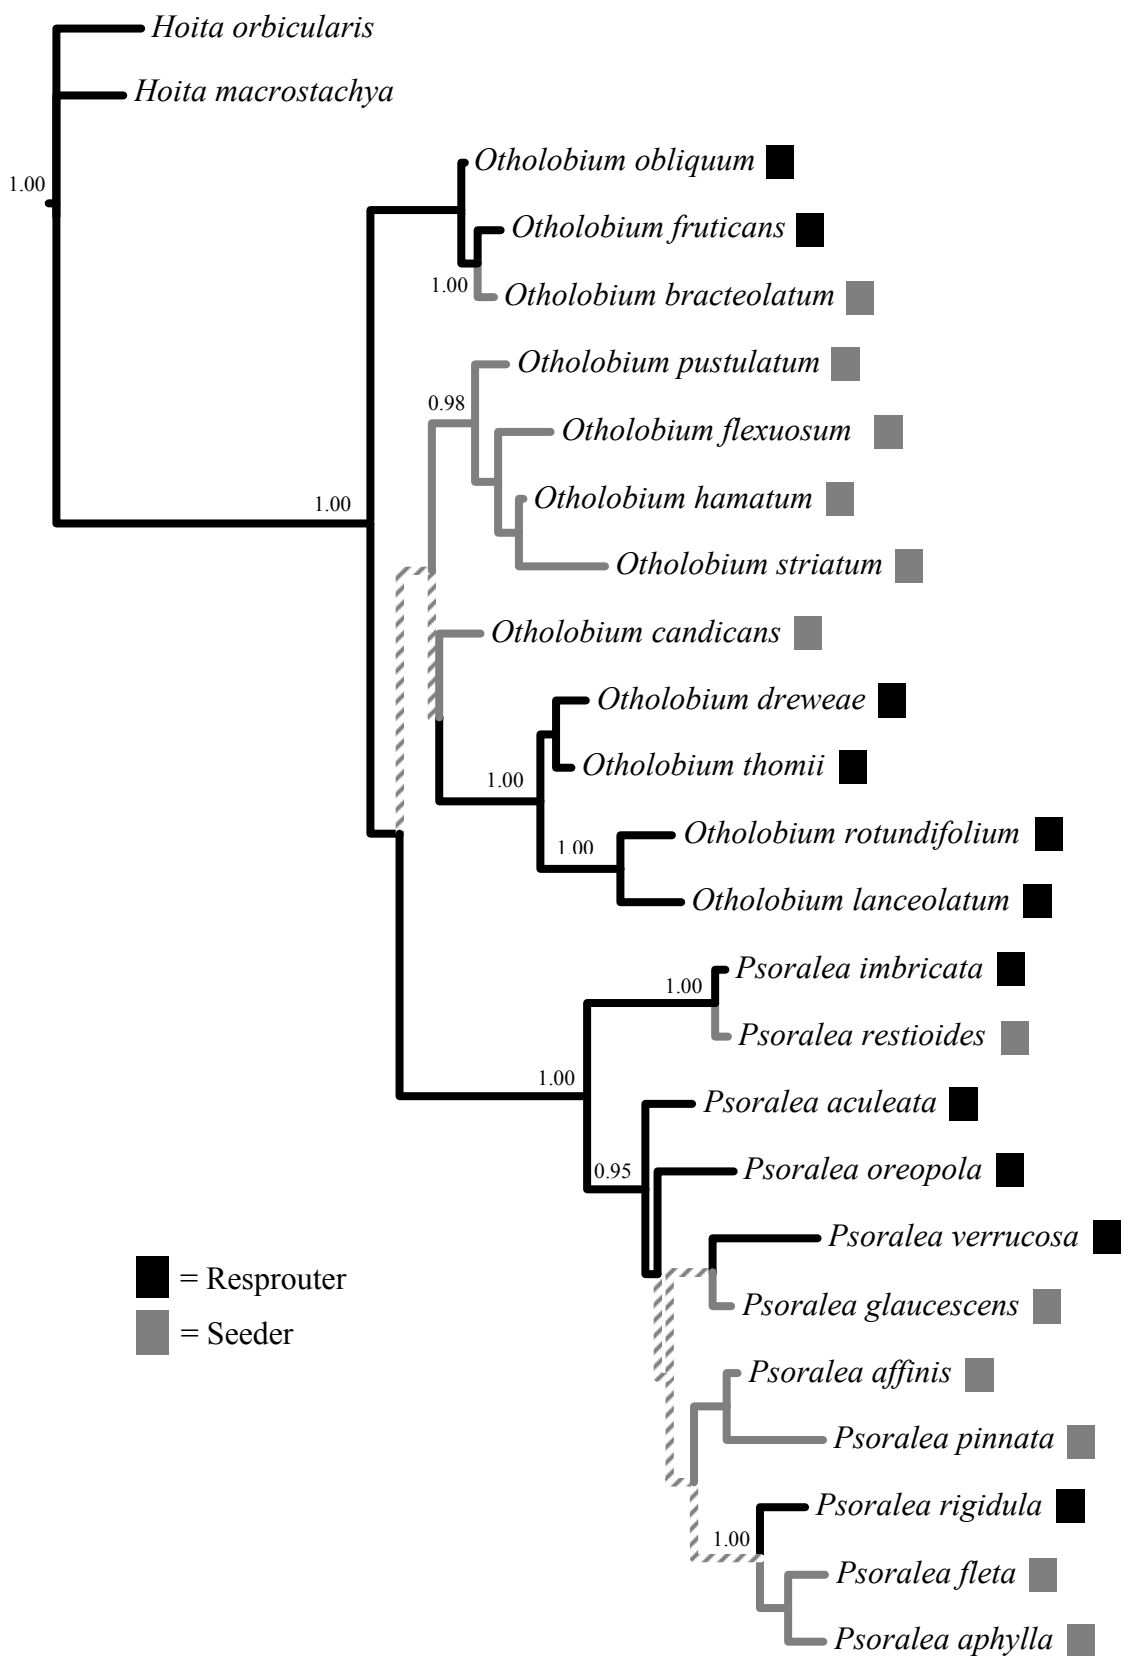 Hoita orbicularis
Hoita macrostachya
Otholobium obliquum
1.00
Otholobium fruticans
1.00
Otholobium bracteolatum
Otholobium pustulatum
0.98
Otholobium flexuosum
Otholobium hamatum
1.00
Otholobium striatum
Otholobium candicans
Otholobium dreweae
Otholobium thomii
1.00
Otholobium rotundifolium
1.00
Otholobium lanceolatum
Psoralea imbricata
1.00
Psoralea restioides
1.00
Psoralea aculeata
Psoralea oreopola
0.95
Psoralea verrucosa
= Resprouter
Psoralea glaucescens
= Seeder
Psoralea affinis
Psoralea pinnata
Psoralea rigidula
1.00
Psoralea fleta
Psoralea aphylla